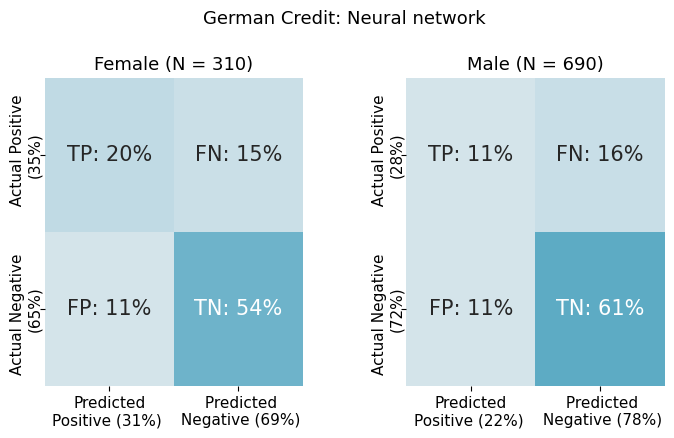 German Credit: Neural network
Female (N = 310)
Actual Positive
(35%)
TP: 20%
FN: 15%
Actual Negative
(65%)
FP: 11%
TN: 54%
Predicted
Positive (31%)
Predicted
Negative (69%)
Male (N = 690)
Actual Positive
(28%)
TP: 11%
FN: 16%
Actual Negative
(72%)
FP: 11%
TN: 61%
Predicted
Positive (22%)
Predicted
Negative (78%)